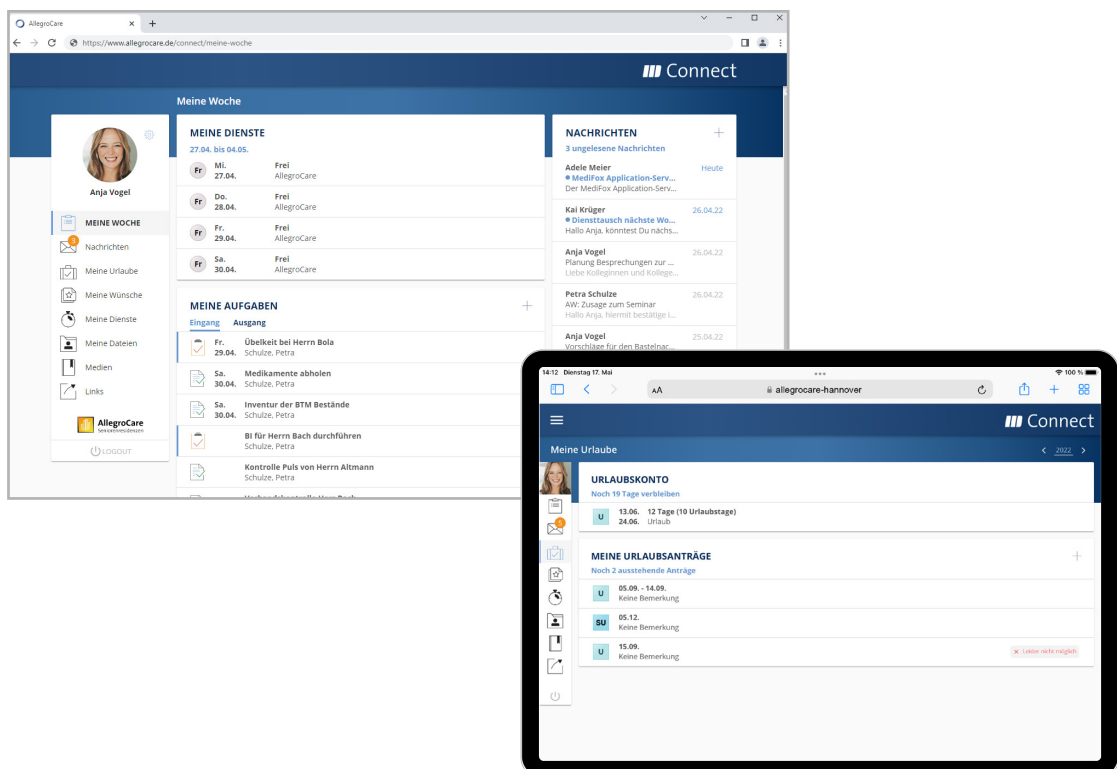 AllegroCare
https://www.allegrocare.de/connect/meine-woche
Connect
Meine Woche
Anja Vogel
MEINE WOCHE
3
Nachrichten
Meine Urlaube
Meine Wünsche
Meine Dienste
Meine Dateien
Medien
Links
AllegroCare
Seniorenresidenzen
LOGOUT
MEINE DIENSTE
27.04. bis 04.05.
Fr Mi. 27.04. Frei AllegroCare
Fr Do. 28.04. Frei AllegroCare
Fr Fr. 29.04. Frei AllegroCare
Fr Sa. 30.04. Frei AllegroCare
MEINE AUFGABEN
Eingang Ausgang
Fr. Übelkeit bei Herrn Bola
29.04. Schulze, Petra
Sa. Medikamente abholen
30.04. Schulze, Petra
Sa. Inventur der BTM Bestände
30.04. Schulze, Petra
BI für Herrn Bach durchführen
Schulze, Petra
Kontrolle Puls von Herrn Altmann
Schulze, Petra
NACHRICHTEN
3 ungelesene Nachrichten
Adele Meier Heute
MediFox Application-Serv...
Der MediFox Application-Serv...
Kai Krüger 26.04.22
Diensttausch nächste Wo...
Hallo Anja, könntest Du nächs...
Anja Vogel 26.04.22
Planung Besprechungen zur ...
Liebe Kolleginnen und Kollege...
Petra Schulze 26.04.22
AW: Zusage zum Seminar
Hallo Anja, hiermit bestätige i...
Anja Vogel 25.04.22
Vorschläge für den Bastelnac...
14:12 Dienstag 17. Mai 100 %
AA allegrocare-hannover
Connect
Meine Urlaube 2022
URLAUBSKONTO
Noch 19 Tage verbleiben
U 13.06. 12 Tage (10 Urlaubstage)
24.06. Urlaub
MEINE URLAUBSANTRÄGE
Noch 2 ausstehende Anträge
U 05.09. - 14.09.
Keine Bemerkung
SU 05.12.
Keine Bemerkung
U 15.09.
Keine Bemerkung
Leider nicht möglich